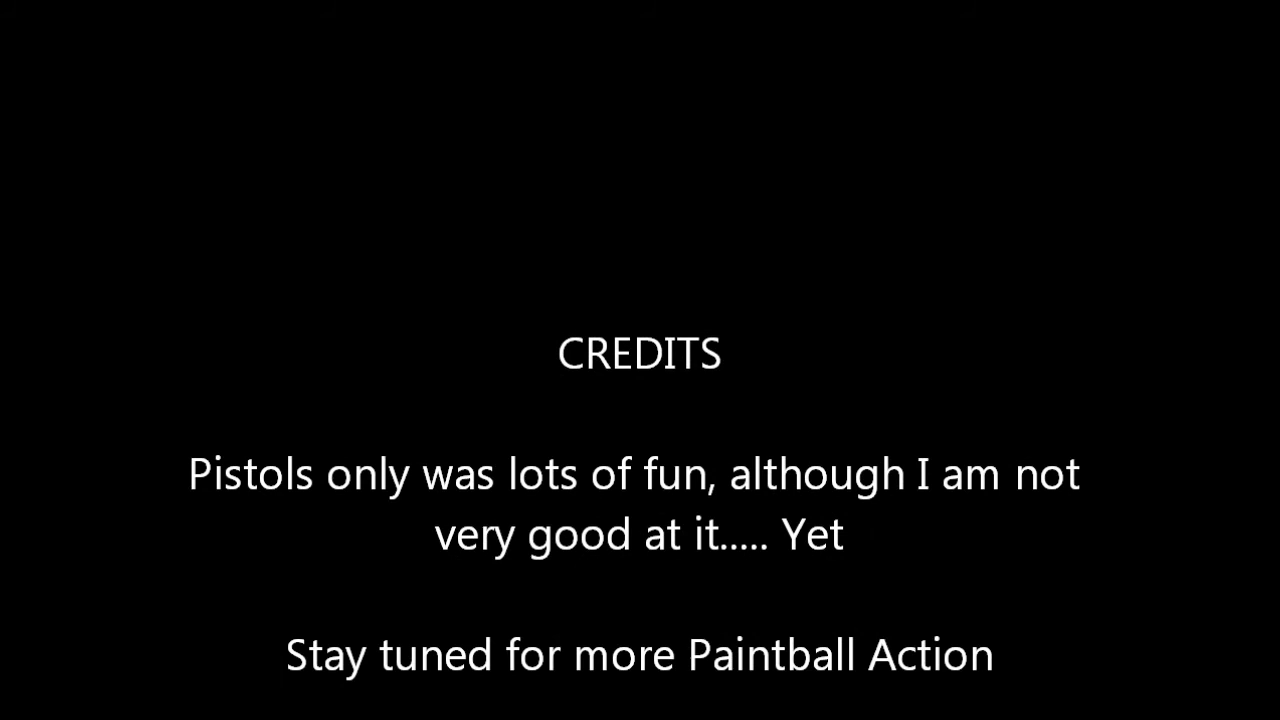 CREDITS
Pistols only was lots of fun, although I am not
very good at it..... Yet
Stay tuned for more Paintball Action